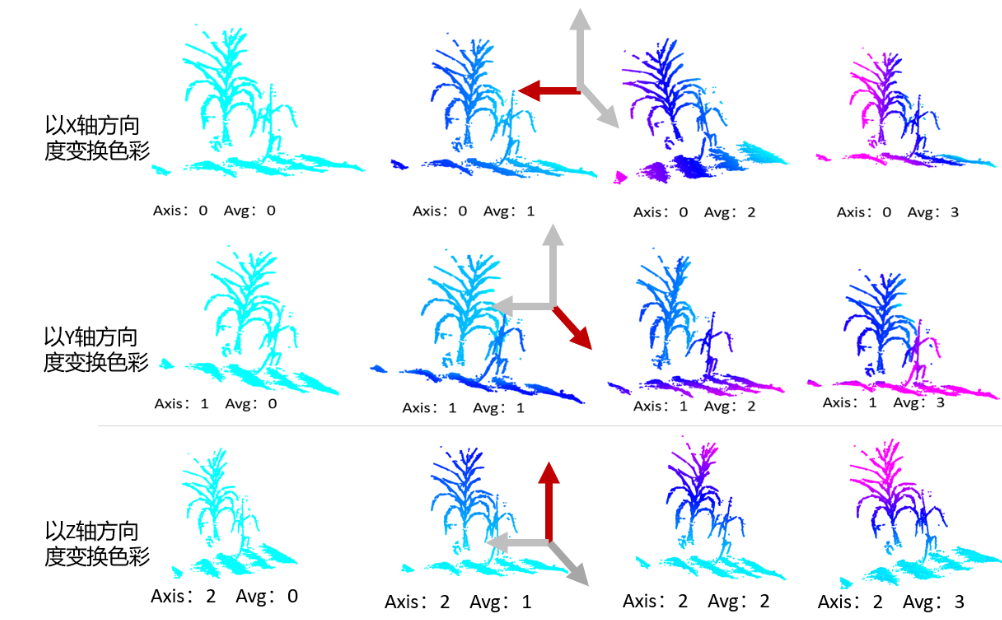 以X轴方向
度变换色彩
Axis：0 Avg：0
Axis：0 Avg：1
Axis：0 Avg：2
Axis：0 Avg：3
以Y轴方向
度变换色彩
Axis：1 Avg：0
Axis：1 Avg：1
Axis：1 Avg：2
Axis：1 Avg：3
以Z轴方向
度变换色彩
Axis：2 Avg：0
Axis：2 Avg：1
Axis：2 Avg：2
Axis：2 Avg：3